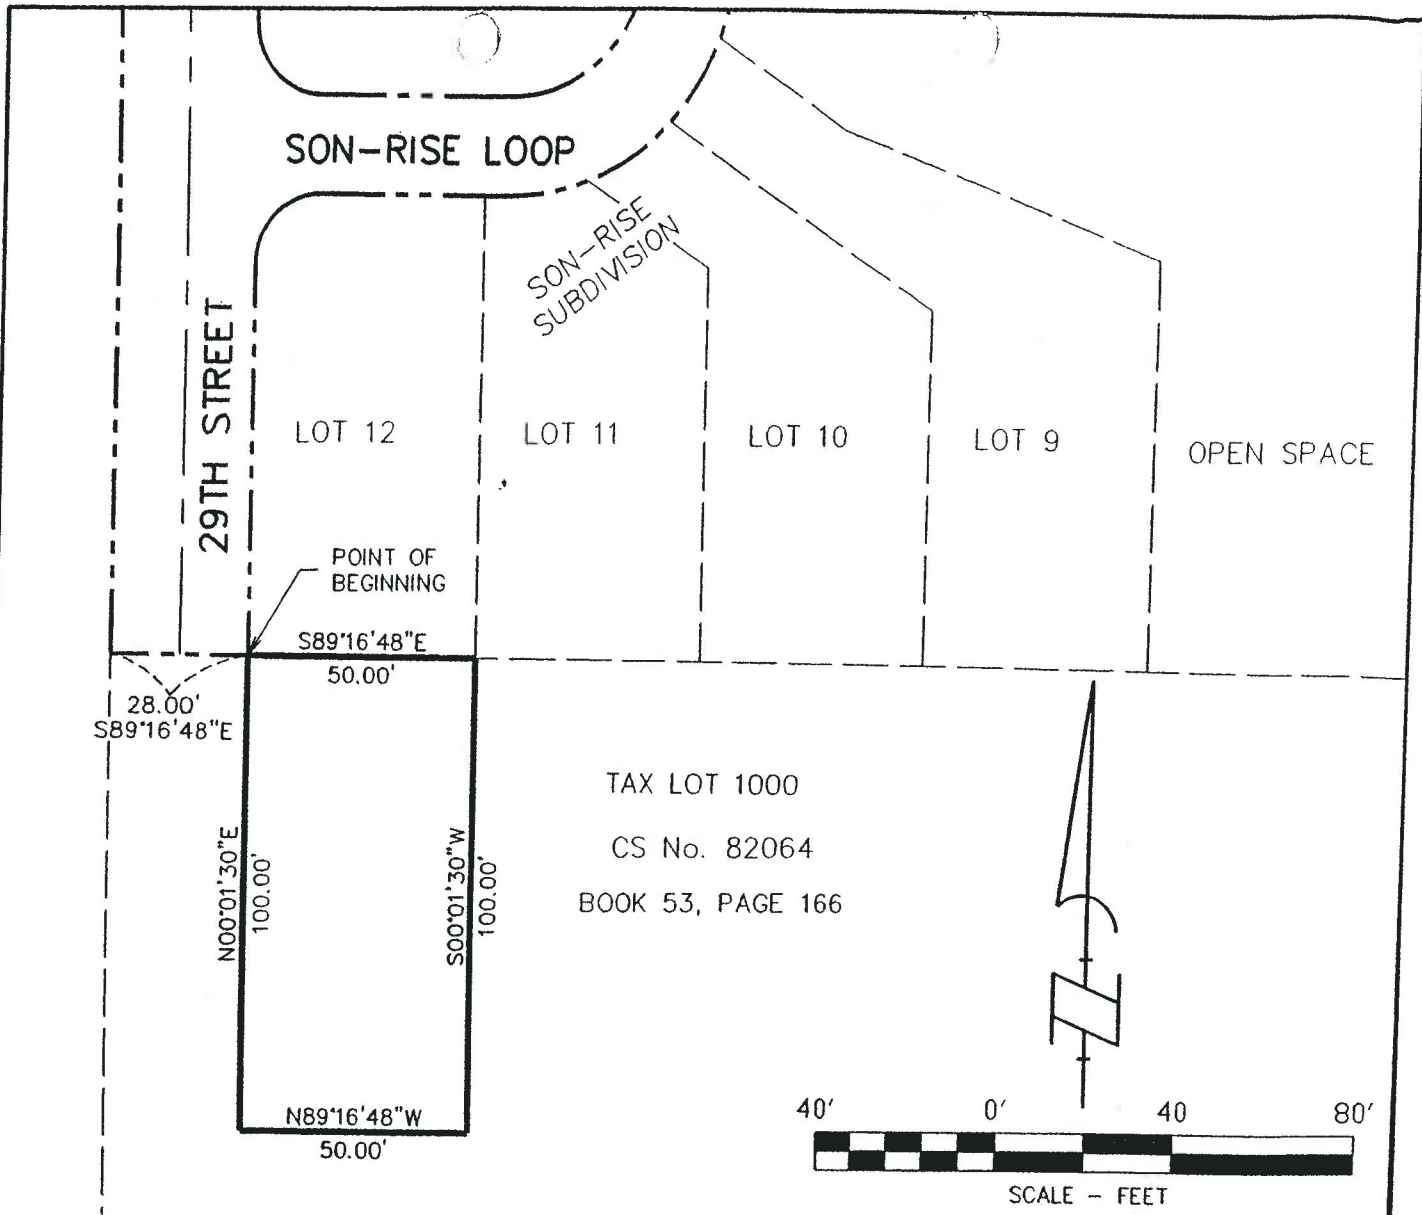 SON-RISE LOOP
SON-RISE
SUBDIVISION
29TH STREET
LOT 12
LOT 11
LOT 10
LOT 9
OPEN SPACE
POINT OF
BEGINNING
S89°16'48"E
50.00'
28.00'
S89°16'48"E
N00°01'30"E
100.00'
S00°01'30"W
100.00'
TAX LOT 1000
CS No. 82064
BOOK 53, PAGE 166
N89°16'48"W
50.00'
N
40' 0' 40 80'
SCALE - FEET